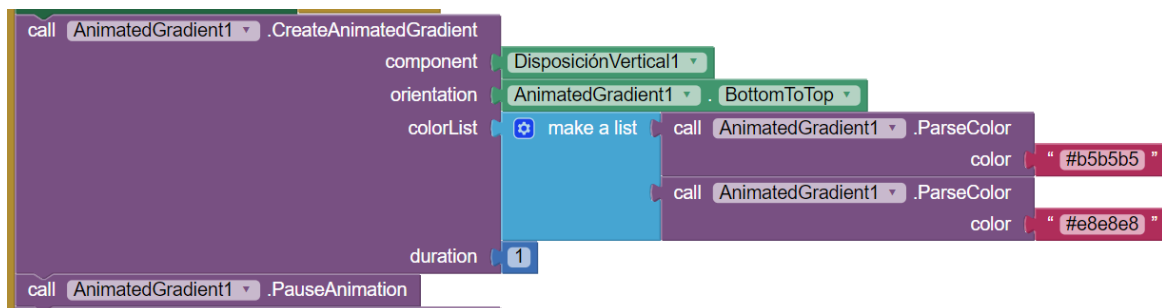 call AnimatedGradient1 .CreateAnimatedGradient
component DisposiciónVertical1
orientation AnimatedGradient1 . BottomToTop
colorList make a list call AnimatedGradient1 .ParseColor
color " #b5b5b5 "
call AnimatedGradient1 .ParseColor
color " #e8e8e8 "
duration 1
call AnimatedGradient1 .PauseAnimation